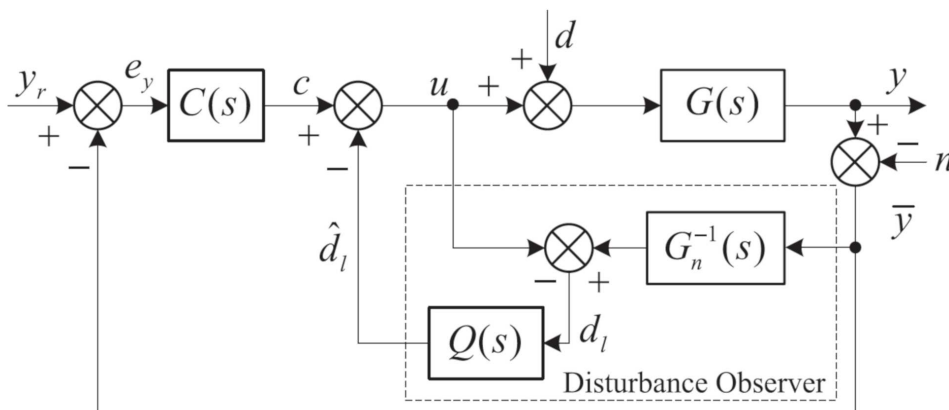 d
y_r
e_y
C(s)
c
u
G(s)
y
+
−
+
−
+
+
+
−
n
ȳ
d̂_l
−
+
G_n^{-1}(s)
Q(s)
d_l
Disturbance Observer